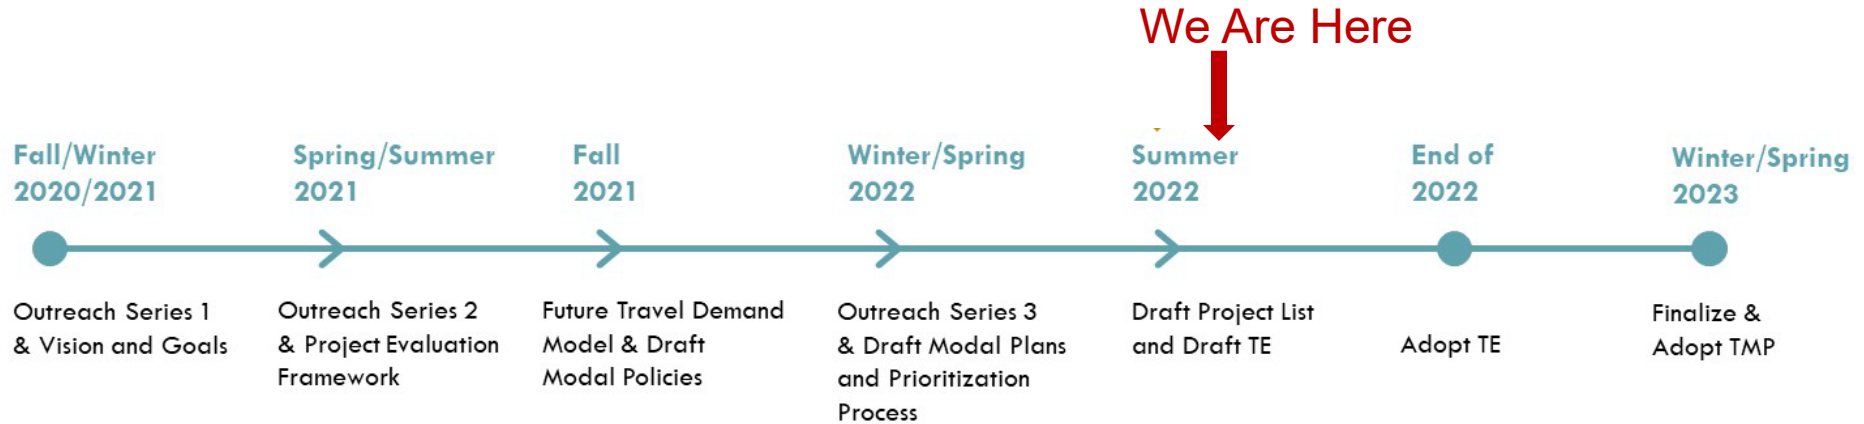 We Are Here
Fall/Winter
2020/2021
Spring/Summer
2021
Fall
2021
Winter/Spring
2022
Summer
2022
End of
2022
Winter/Spring
2023
Outreach Series 1
& Vision and Goals
Outreach Series 2
& Project Evaluation
Framework
Future Travel Demand
Model & Draft
Modal Policies
Outreach Series 3
& Draft Modal Plans
and Prioritization
Process
Draft Project List
and Draft TE
Adopt TE
Finalize &
Adopt TMP